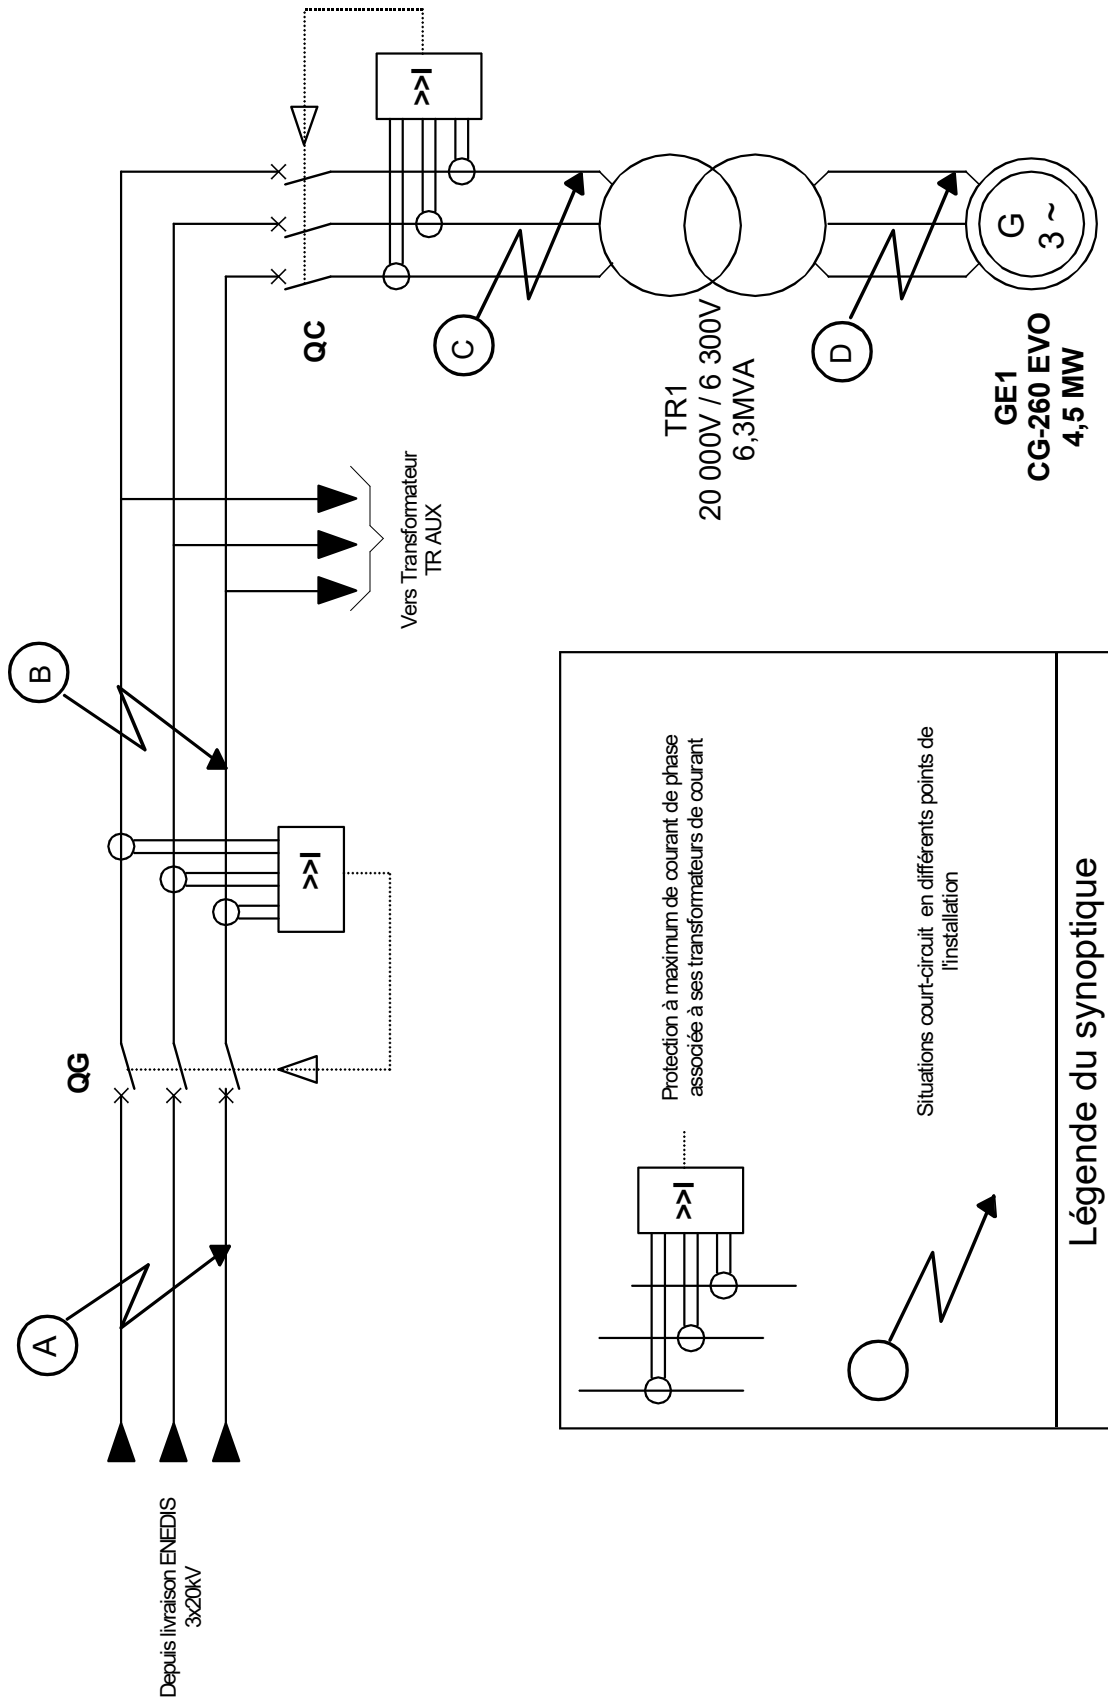 Depuis livraison ENEDIS
3x20kV
A
QG
>>I
B
Vers Transformateur
TR AUX
QC
>>I
C
TR1
20 000V / 6 300V
6,3MVA
D
G
3 ~
GE1
CG-260 EVO
4,5 MW
>>I
Protection à maximum de courant de phase
associée à ses transformateurs de courant
Situations court-circuit en différents points de
l'installation
Légende du synoptique